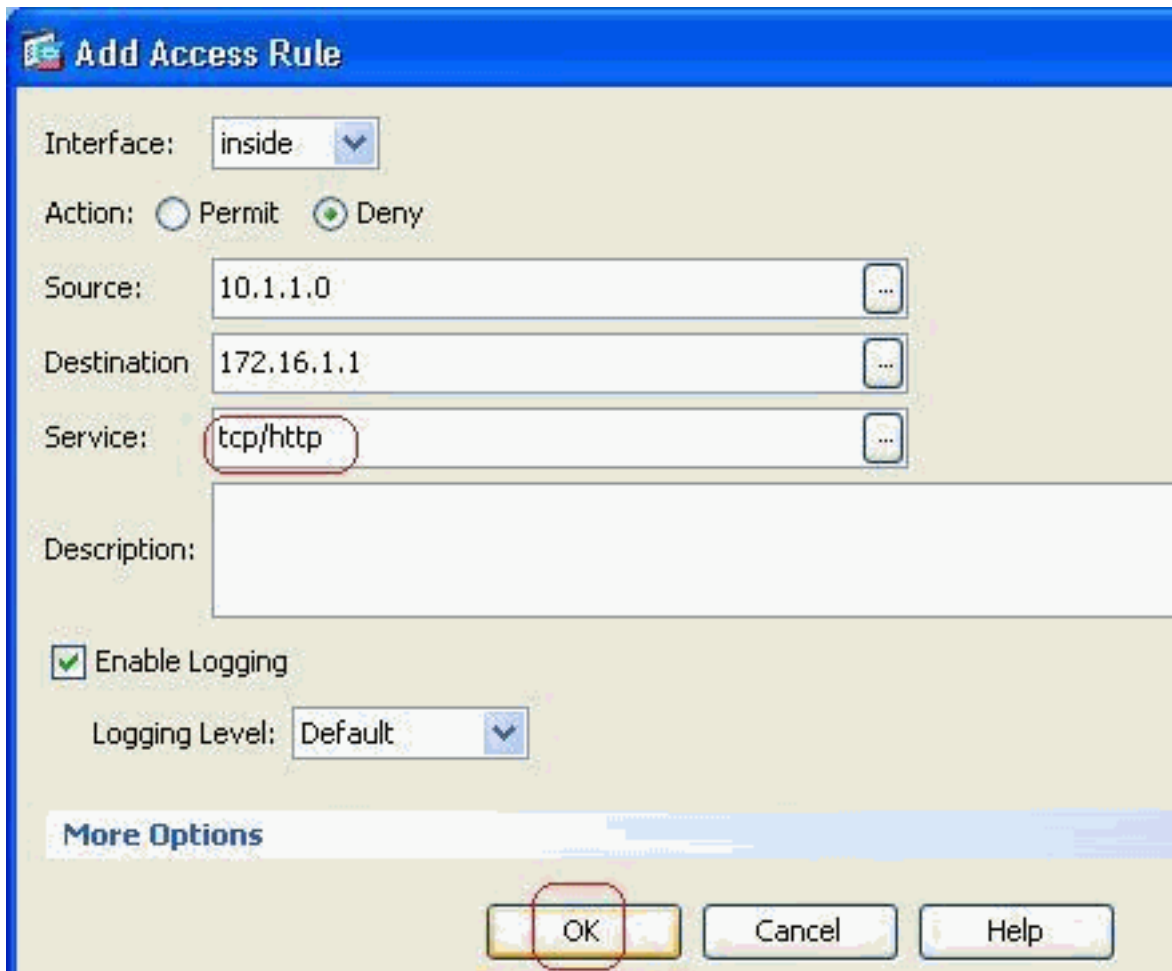 Add Access Rule
Interface: inside
Action: Permit Deny
Source: 10.1.1.0 ...
Destination 172.16.1.1 ...
Service: tcp/http ...
Description:
Enable Logging
Logging Level: Default
More Options
OK Cancel Help